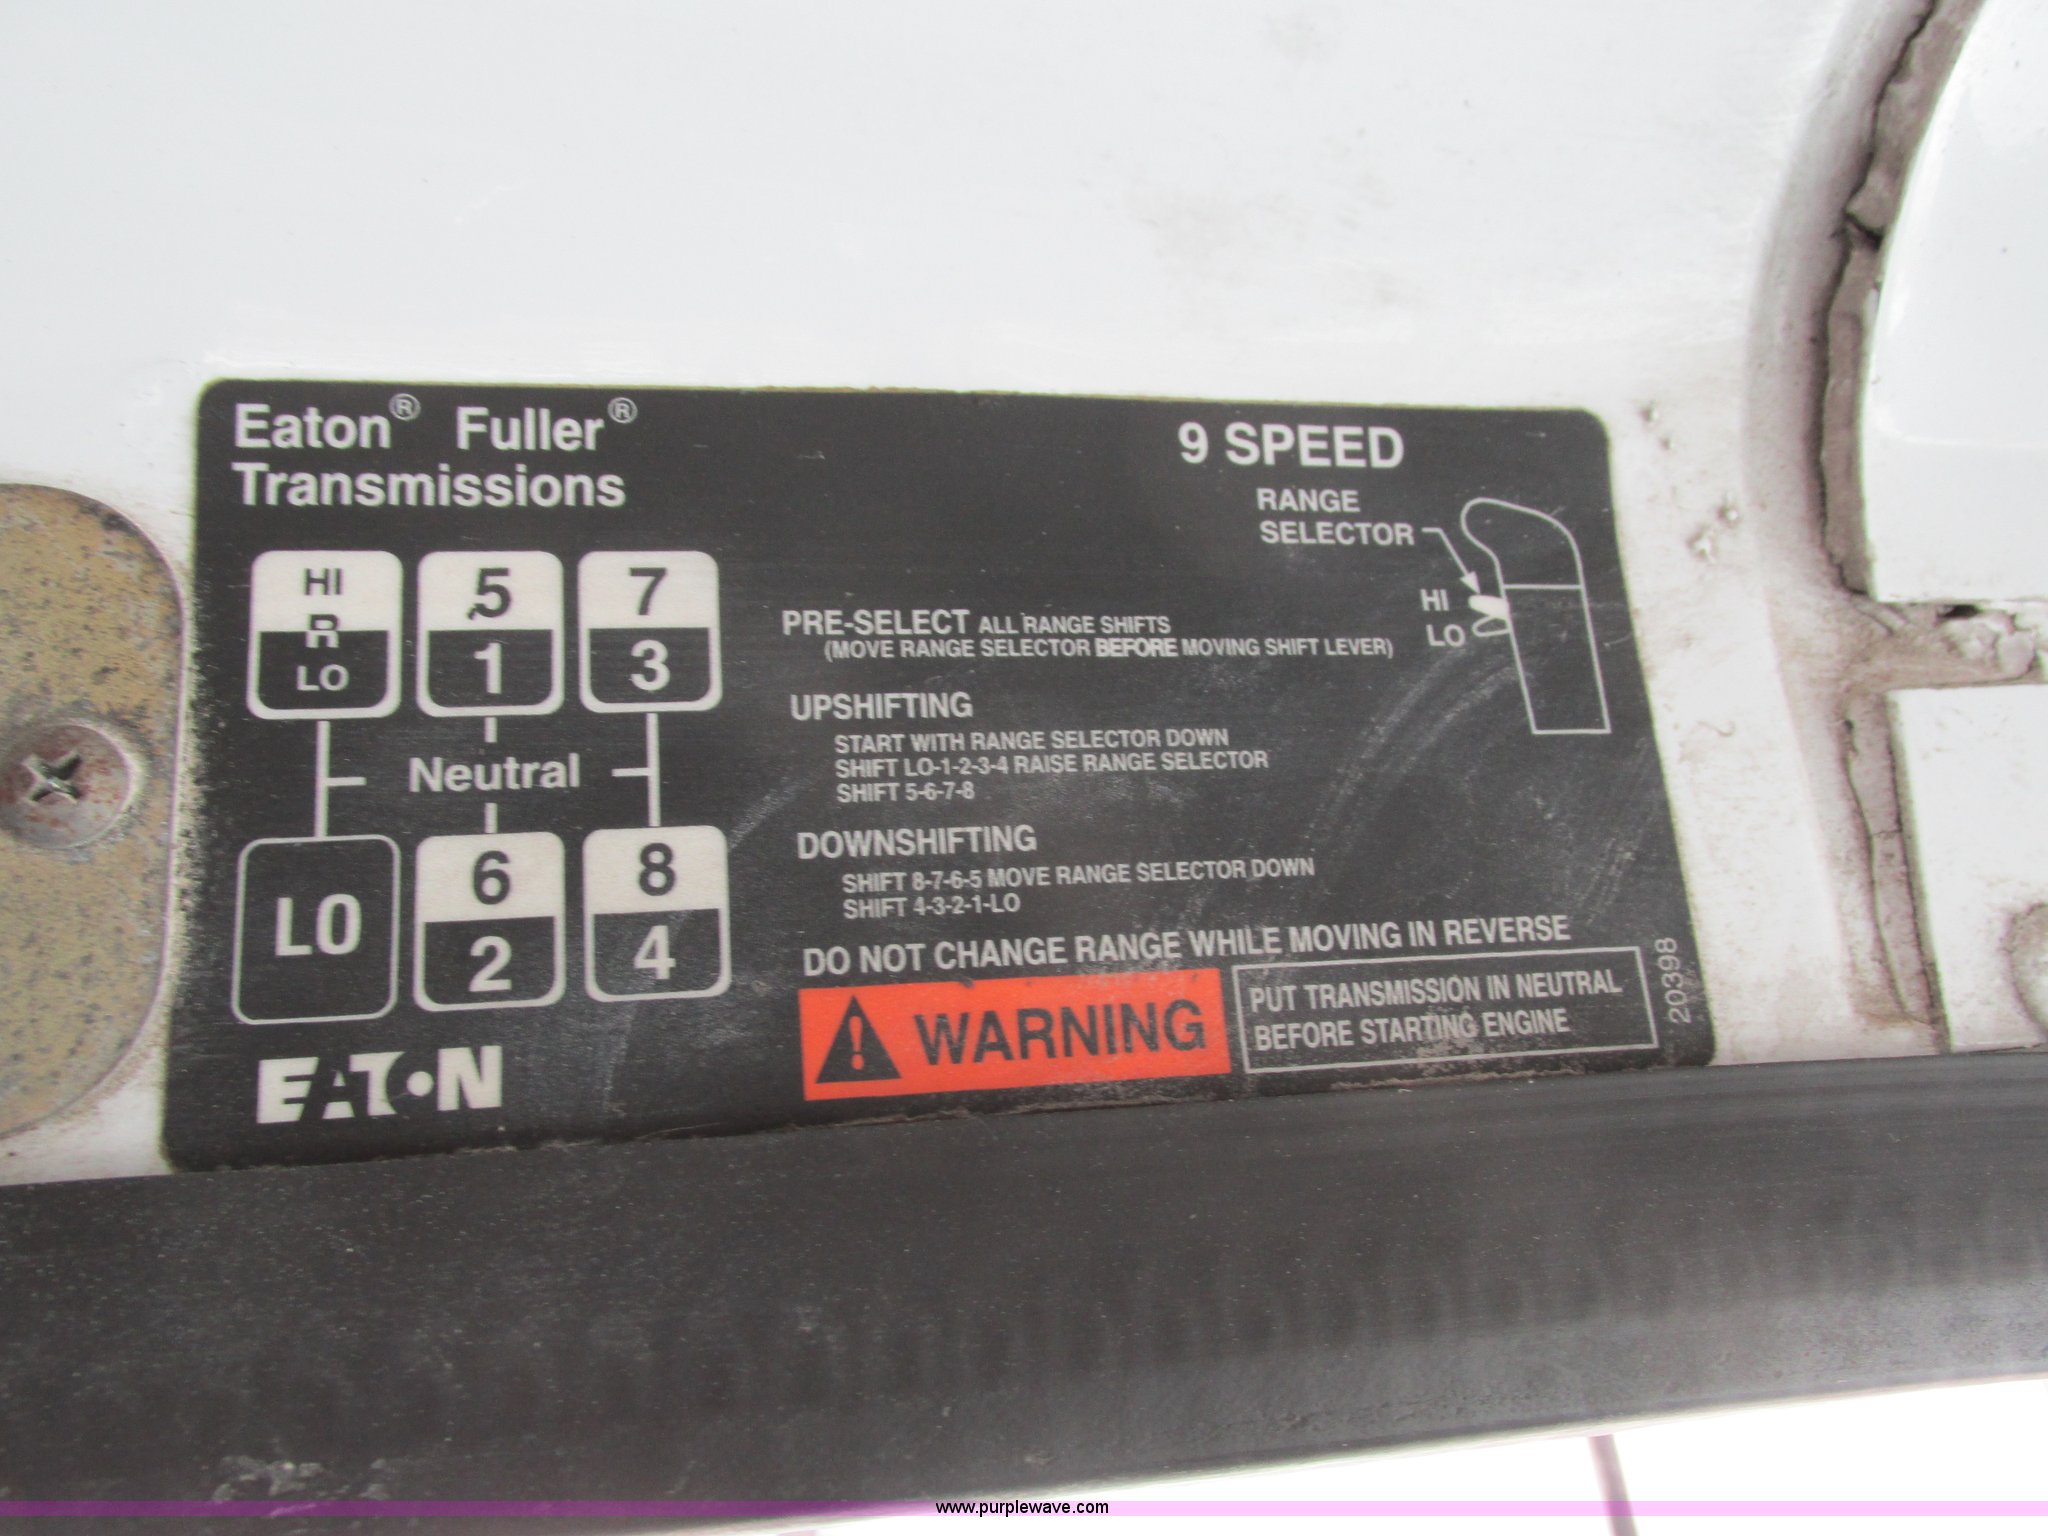 Eaton® Fuller®
Transmissions
9 SPEED
RANGE
SELECTOR
HI
LO
HI
R
LO
5
1
7
3
Neutral
LO
6
2
8
4
PRE-SELECT ALL RANGE SHIFTS
(MOVE RANGE SELECTOR BEFORE MOVING SHIFT LEVER)
UPSHIFTING
START WITH RANGE SELECTOR DOWN
SHIFT LO-1-2-3-4 RAISE RANGE SELECTOR
SHIFT 5-6-7-8
DOWNSHIFTING
SHIFT 8-7-6-5 MOVE RANGE SELECTOR DOWN
SHIFT 4-3-2-1-LO
DO NOT CHANGE RANGE WHILE MOVING IN REVERSE
! WARNING
PUT TRANSMISSION IN NEUTRAL
BEFORE STARTING ENGINE
20398
EATON
www.purplewave.com